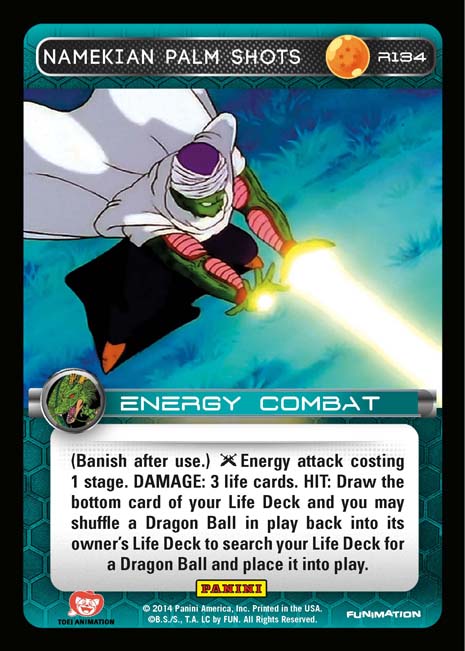 NAMEKIAN PALM SHOTS R134
ENERGY COMBAT
(Banish after use.) Energy attack costing
1 stage. DAMAGE: 3 life cards. HIT: Draw the
bottom card of your Life Deck and you may
shuffle a Dragon Ball in play back into its
owner's Life Deck to search your Life Deck for
a Dragon Ball and place it into play.
PANINI
TOEI ANIMATION
© 2014 Panini America, Inc. Printed in the USA.
©B.S./S., T.A. LC by FUN. All Rights Reserved.
FUNIMATION